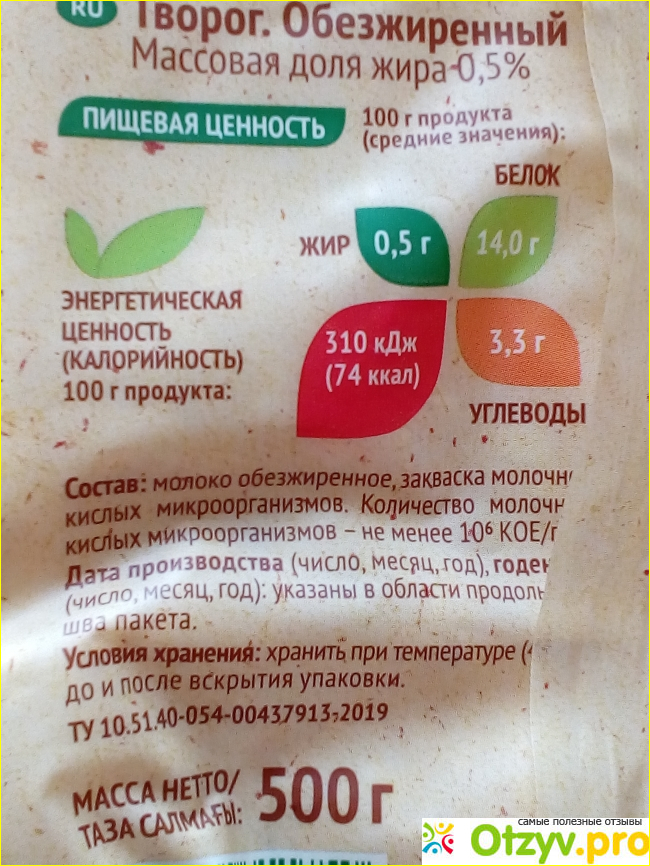 RU
Творог. Обезжиренный
Массовая доля жира-0,5%
ПИЩЕВАЯ ЦЕННОСТЬ
100 г продукта
(средние значения):
БЕЛОК
ЖИР 0,5 г 14,0 г
ЭНЕРГЕТИЧЕСКАЯ
ЦЕННОСТЬ
(КАЛОРИЙНОСТЬ)
100 г продукта:
310 кДж
(74 ккал)
3,3 г
УГЛЕВОДЫ
Состав: молоко обезжиренное, закваска молочн
кислых микроорганизмов. Количество молочн
кислых микроорганизмов – не менее 10⁶ КОЕ/г
Дата производства (число, месяц, год), годен
(число, месяц, год): указаны в области продоль
шва пакета.
Условия хранения: хранить при температуре (4
до и после вскрытия упаковки.
ТУ 10.51.40-054-00437913-2019
МАССА НЕТТО/
ТАЗА САЛМАҒЫ:
500 г
самые полезные отзывы
Otzyv.pro